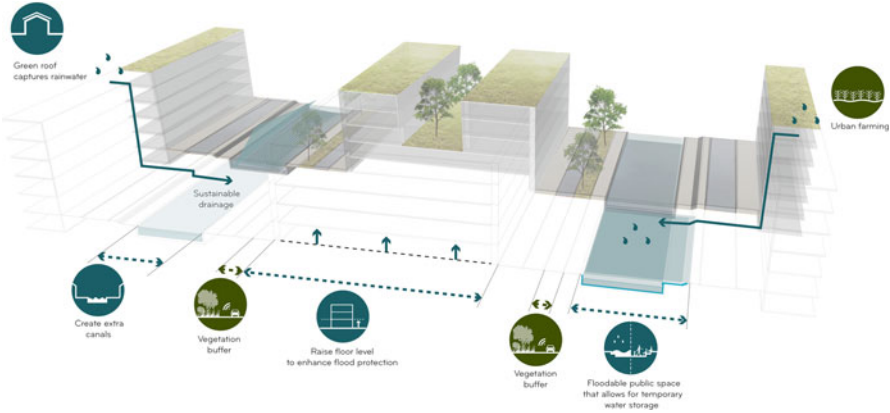 Green roof
captures rainwater
Urban farming
Sustainable
drainage
Create extra
canals
Vegetation
buffer
Raise floor level
to enhance flood protection
Vegetation
buffer
Floodable public space
that allows for temporary
water storage